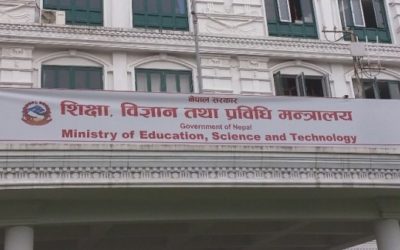 नेपाल सरकार
शिक्षा, विज्ञान तथा प्रविधि मन्त्रालय
Government of Nepal
Ministry of Education, Science and Technology